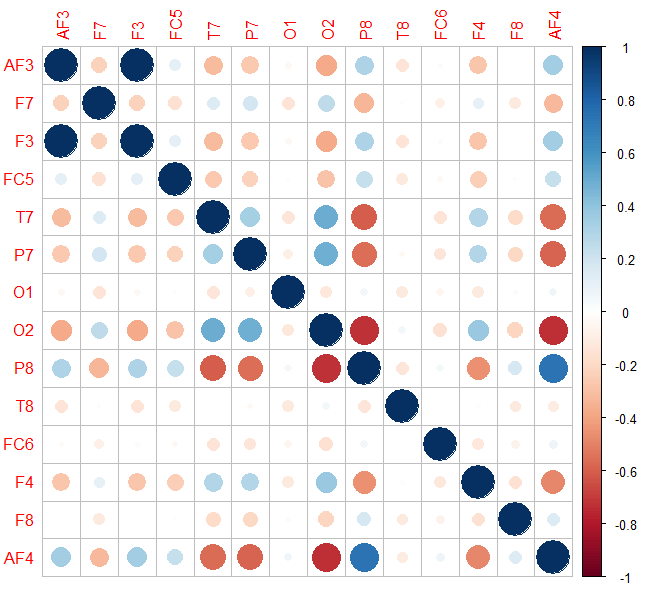 AF3 F7 F3 FC5 T7 P7 O1 O2 P8 T8 FC6 F4 F8 AF4
AF3
F7
F3
FC5
T7
P7
O1
O2
P8
T8
FC6
F4
F8
AF4
1
0.8
0.6
0.4
0.2
0
-0.2
-0.4
-0.6
-0.8
-1